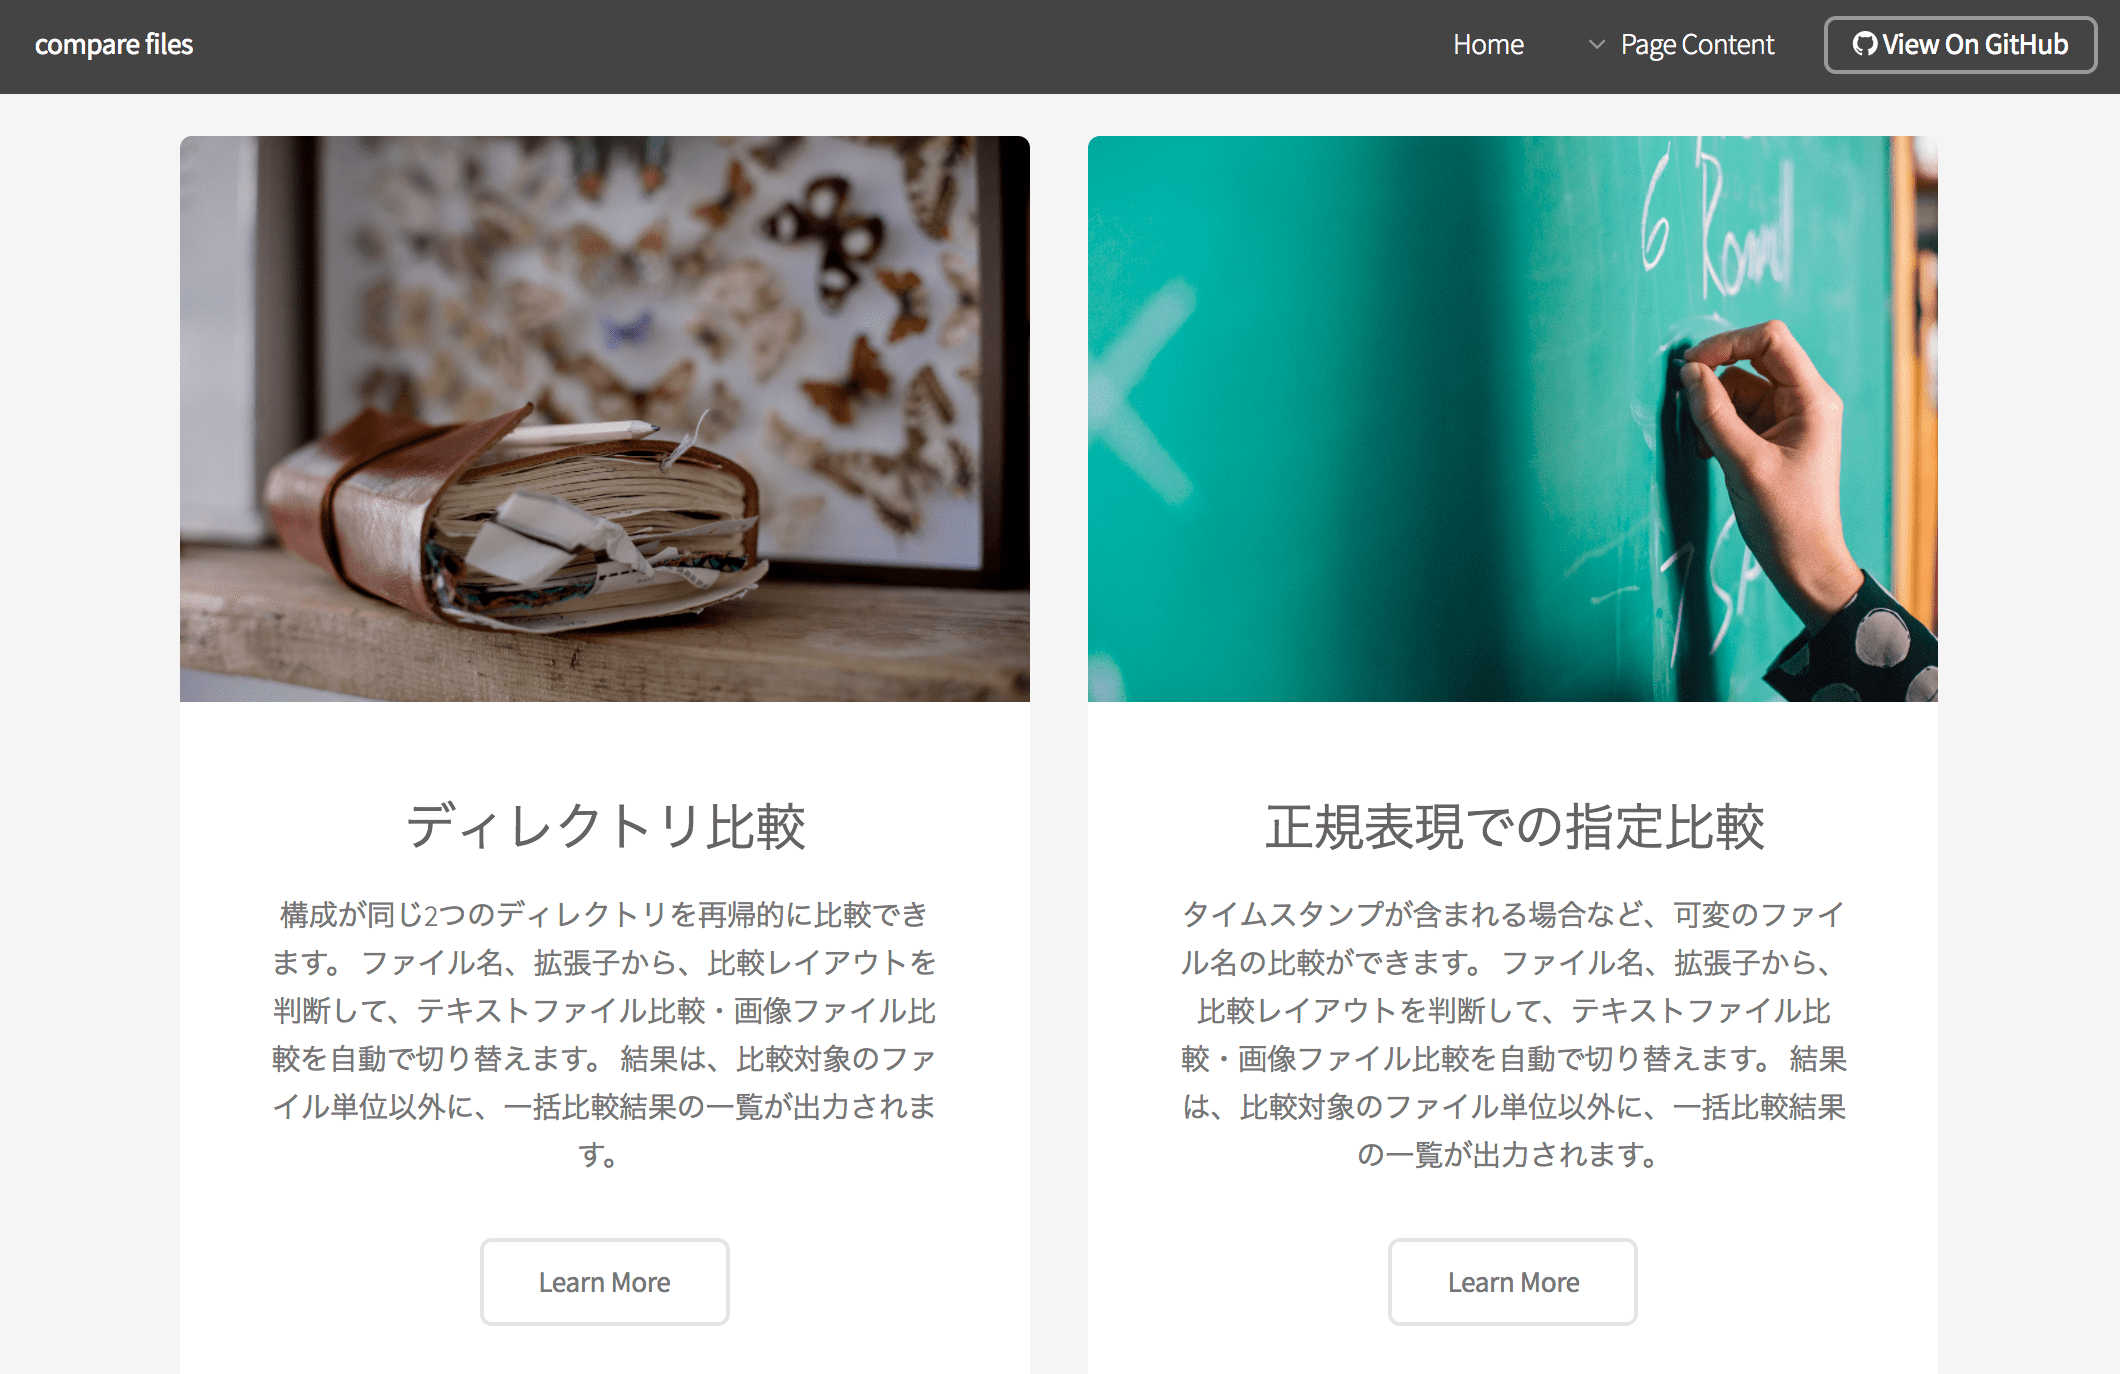 compare files
Home
Page Content
View On GitHub
6
ディレクトリ比較
構成が同じ2つのディレクトリを再帰的に比較でき
ます。 ファイル名、拡張子から、比較レイアウトを
判断して、テキストファイル比較・画像ファイル比
較を自動で切り替えます。 結果は、比較対象のファ
イル単位以外に、一括比較結果の一覧が出力されま
す。
Learn More
正規表現での指定比較
タイムスタンプが含まれる場合など、可変のファイ
ル名の比較ができます。 ファイル名、拡張子から、
比較レイアウトを判断して、テキストファイル比
較・画像ファイル比較を自動で切り替えます。 結果
は、比較対象のファイル単位以外に、一括比較結果
の一覧が出力されます。
Learn More